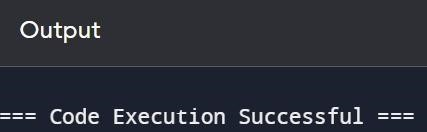 Output
=== Code Execution Successful ===